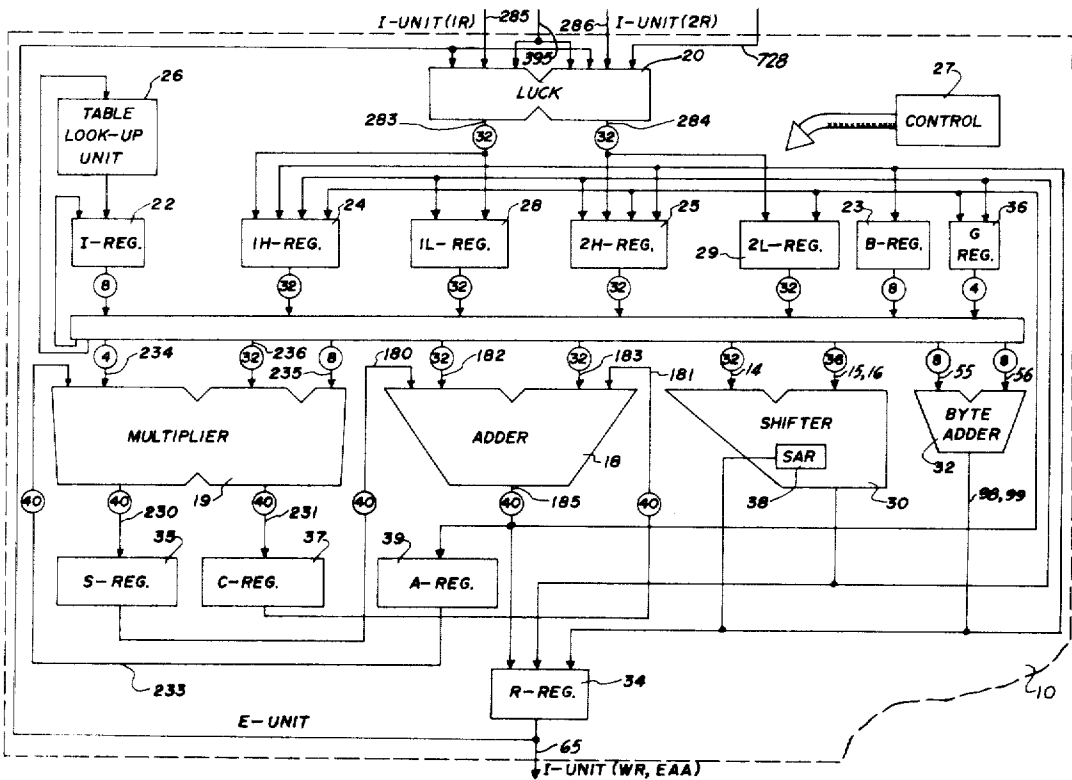 I-UNIT(1R) 285 286 I-UNIT(2R)
395 20 728
LUCK
26
TABLE
LOOK-UP
UNIT
27
CONTROL
283 32 32 284
22 24 28 25 23 36
I-REG. 1H-REG. 1L-REG. 2H-REG. 29 2L-REG. B-REG. G
REG.
8 32 32 32 32 8 4
4 234 32 236 8 235 180 32 182 32 183 181 32 14 36 15,16 8 55 8 56
MULTIPLIER ADDER SHIFTER BYTE
ADDER
18 SAR 32
40 40 19 40 40 40 185 40 38 30 98,99
230 231
35 37 39
S-REG. C-REG. A-REG.
233
R-REG. 34
10
E-UNIT
65
I-UNIT(WR, EAA)